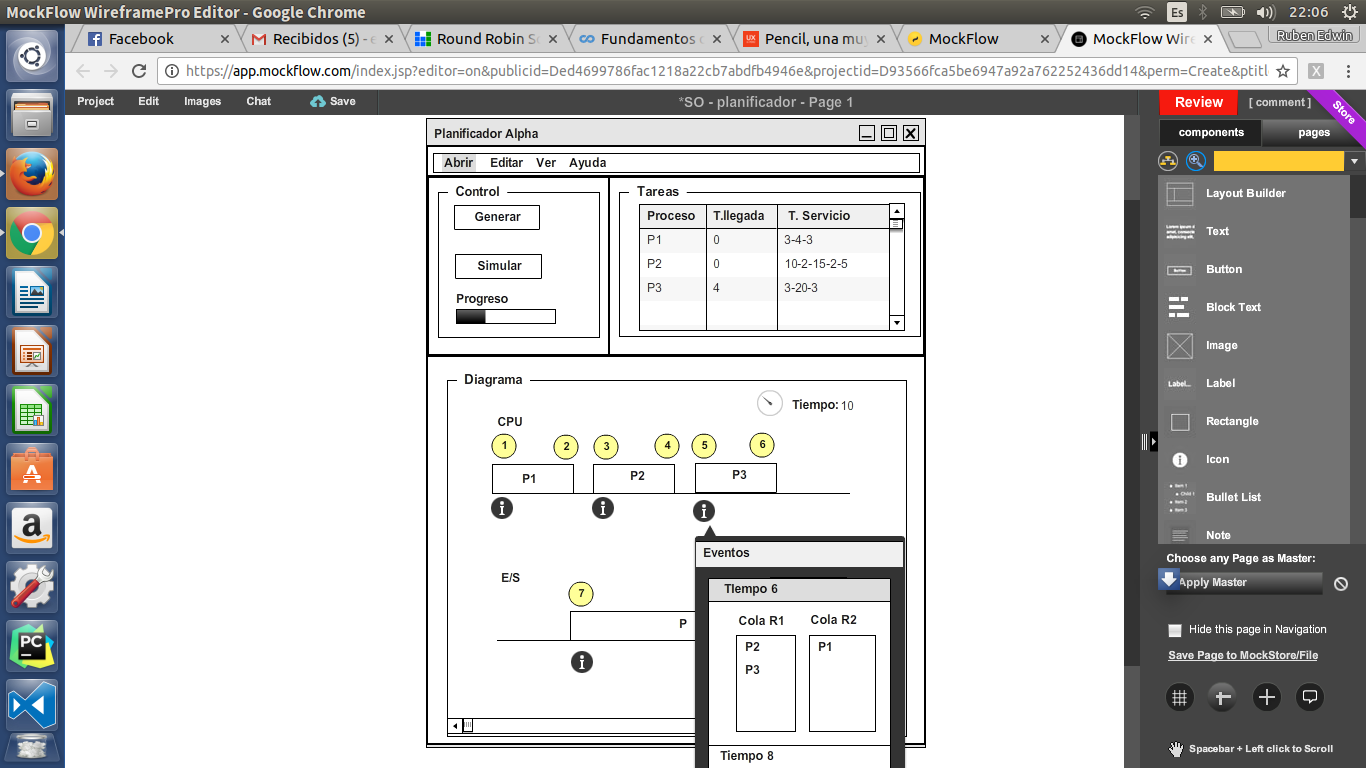 MockFlow WireframePro Editor - Google Chrome
Es
22:06
Facebook
Recibidos (5) - e
Round Robin S
Fundamentos
Pencil, una mu
MockFlow
MockFlow Wire
Ruben Edwin
https://app.mockflow.com/index.jsp?editor=on&publicid=Ded4699786fac1218a22cb7abdfb4946e&projectid=D93566fca5be6947a92a762252436dd14&perm=Create&ptitl
Project Edit Images Chat Save
*SO - planificador - Page 1
Review
[ comment ]
Store
components
pages
Planificador Alpha
Abrir Editar Ver Ayuda
Control
Generar
Simular
Progreso
Tareas
Proceso T.llegada T. Servicio
P1 0 3-4-3
P2 0 10-2-15-2-5
P3 4 3-20-3
Diagrama
Tiempo: 10
CPU
1 2 3 4 5 6
P1 P2 P3
E/S
7
P
Eventos
TIempo 6
Cola R1 Cola R2
P2 P1
P3
Tiempo 8
Layout Builder
Text
Button
Block Text
Image
Label... Label
Rectangle
Icon
Bullet List
Note
Choose any Page as Master:
Apply Master
Hide this page in Navigation
Save Page to MockStore/File
Spacebar + Left click to Scroll
PC